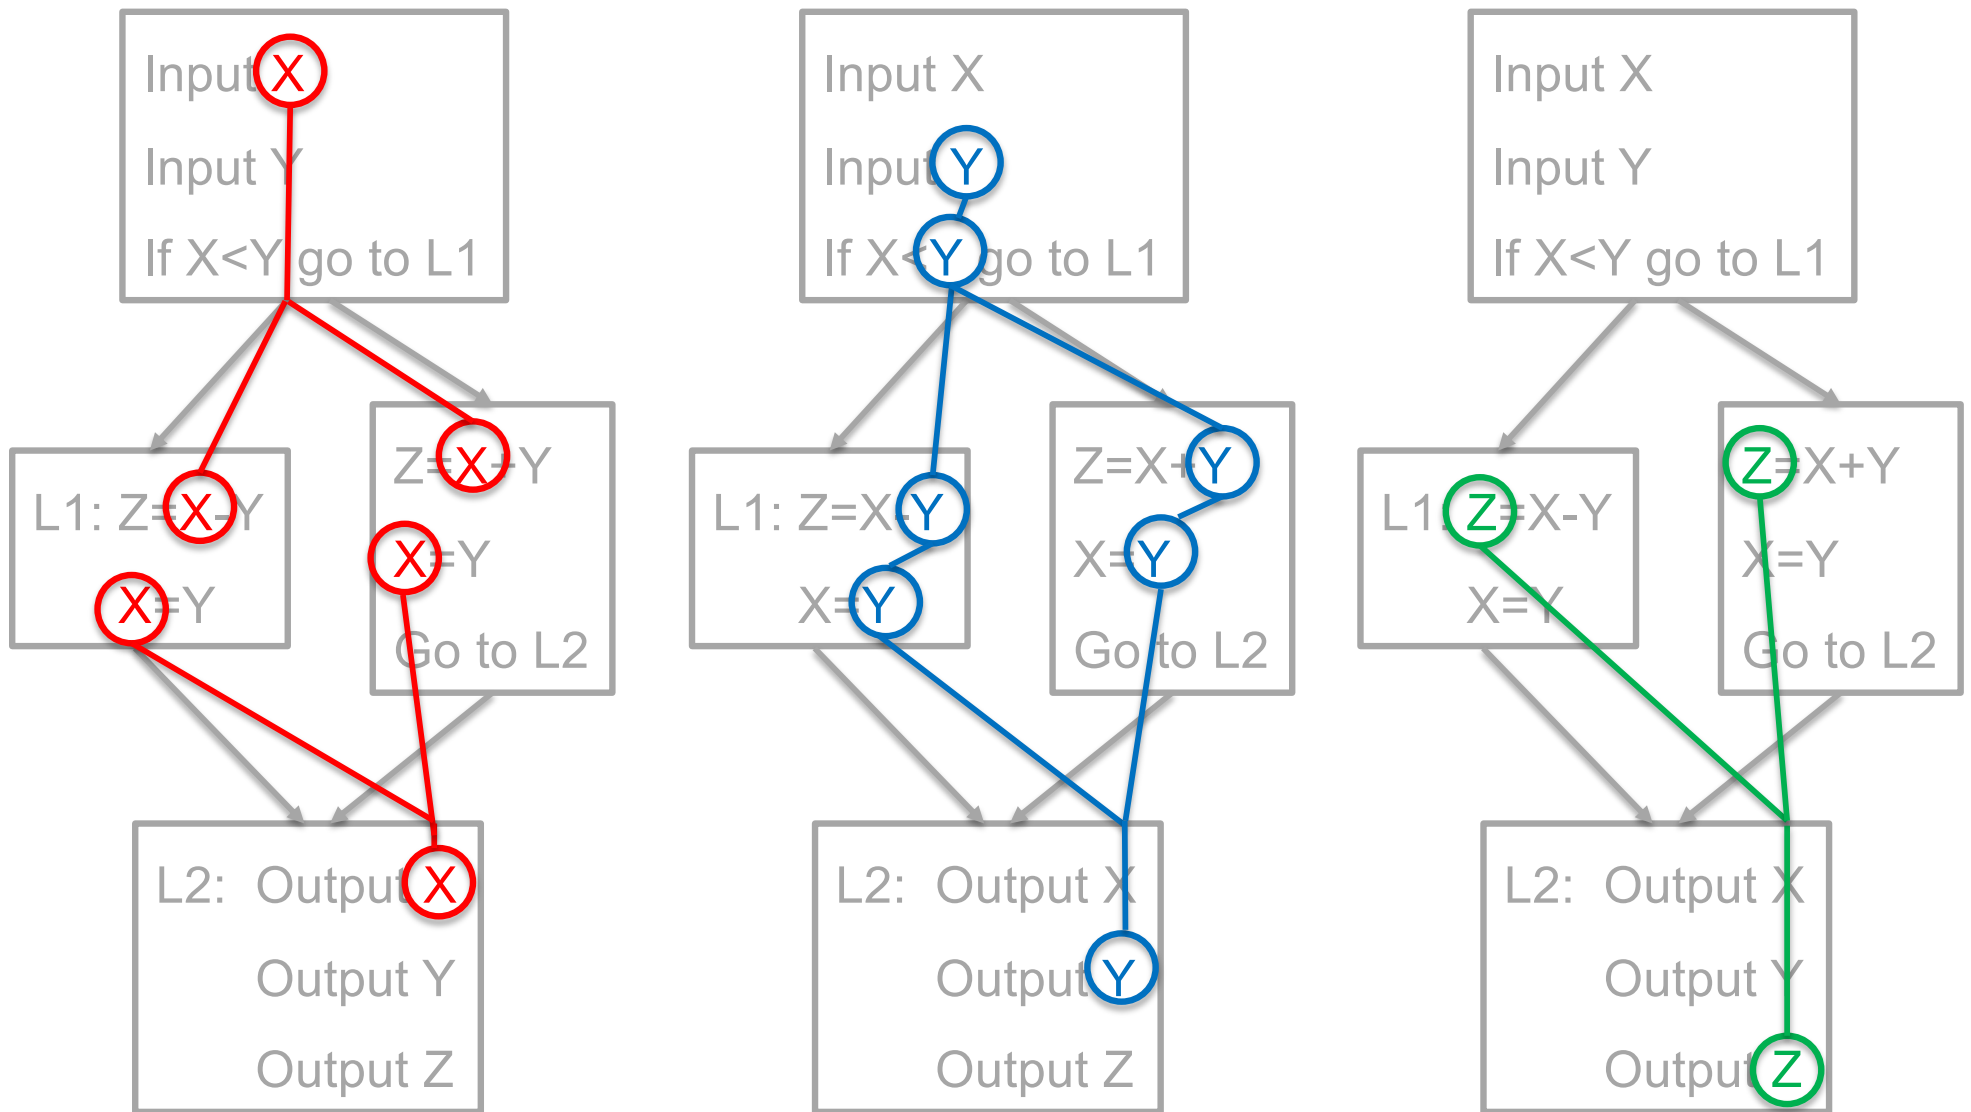 Input X
Input Y
If X<Y go to L1
Z=X+Y
X=Y
Go to L2
L1: Z=X-Y
X=Y
L2: Output X
Output Y
Output Z
Input X
Input Y
If X<Y go to L1
Z=X+Y
X=Y
Go to L2
L1: Z=X-Y
X=Y
L2: Output X
Output Y
Output Z
Input X
Input Y
If X<Y go to L1
Z=X+Y
X=Y
Go to L2
L1: Z=X-Y
X=Y
L2: Output X
Output Y
Output Z